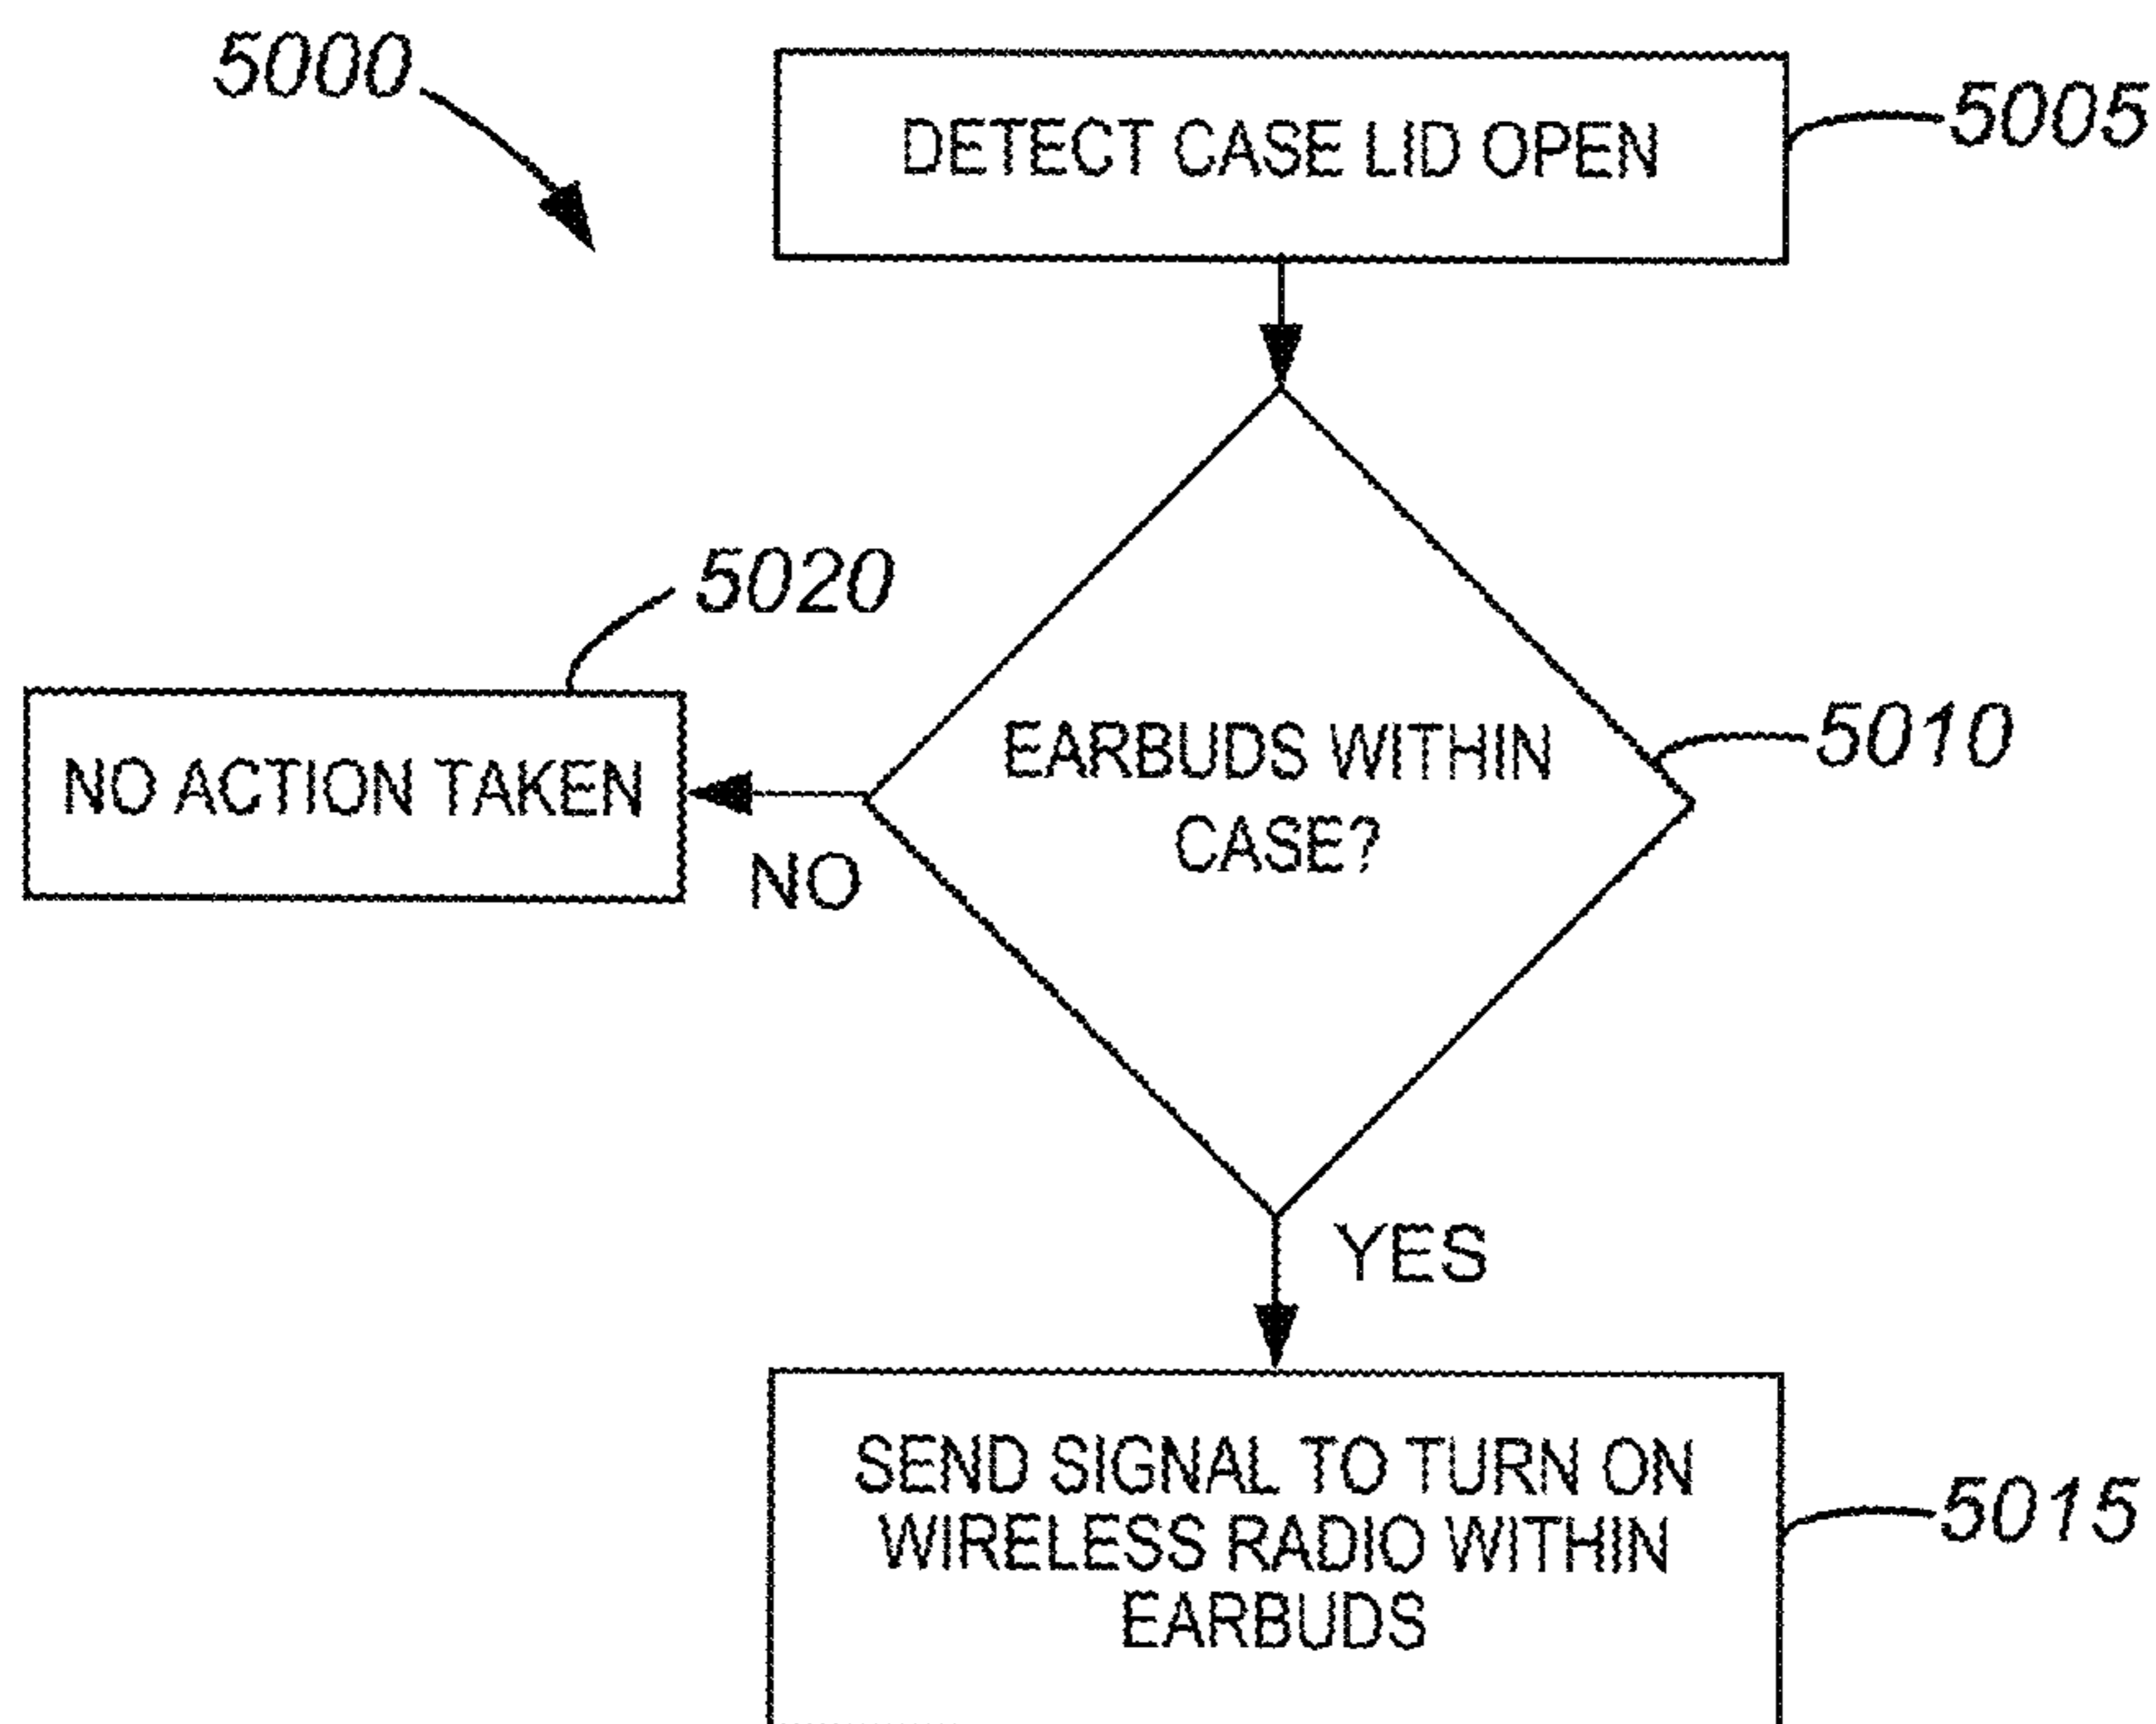 5000
DETECT CASE LID OPEN
5005
5020
EARBUDS WITHIN
CASE?
5010
NO ACTION TAKEN
NO
YES
SEND SIGNAL TO TURN ON
WIRELESS RADIO WITHIN
EARBUDS
5015